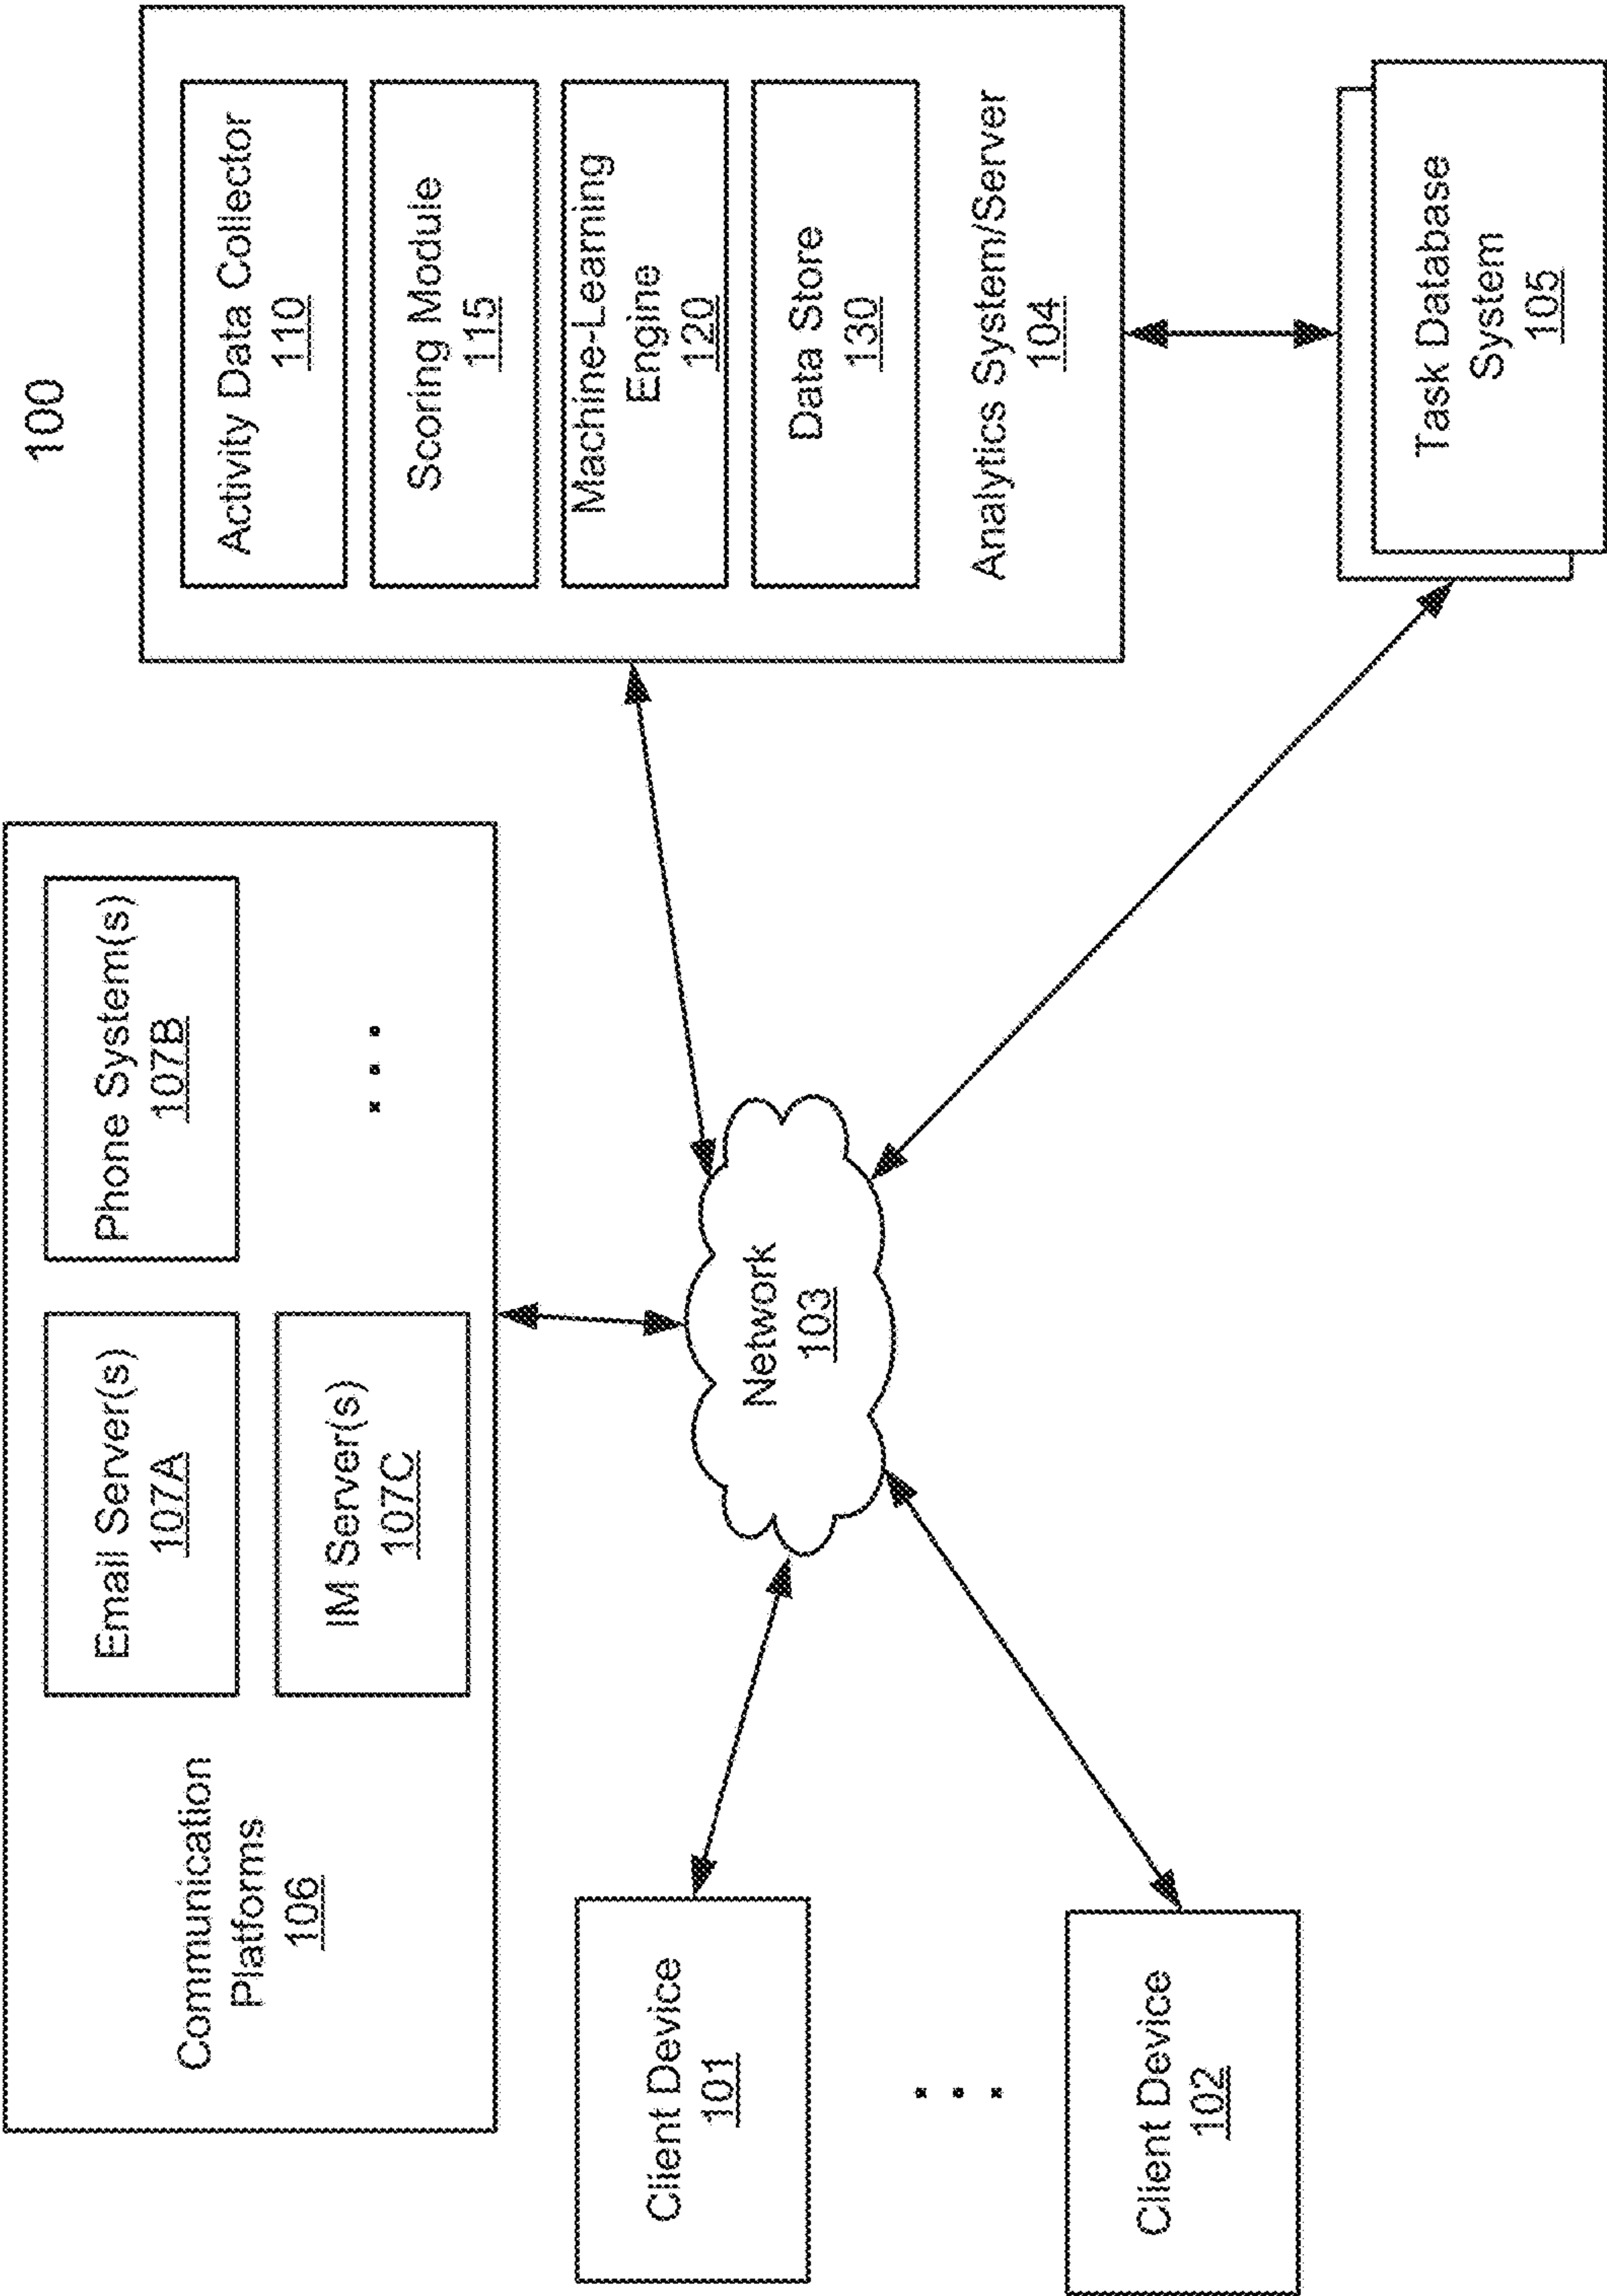 100
Communication
Platforms
106
Email Server(s)
107A
Phone System(s)
107B
IM Server(s)
107C
. . .
Activity Data Collector
110
Scoring Module
115
Machine-Learning
Engine
120
Data Store
130
Analytics System/Server
104
Network
103
Client Device
101
. . .
Client Device
102
Task Database
System
105